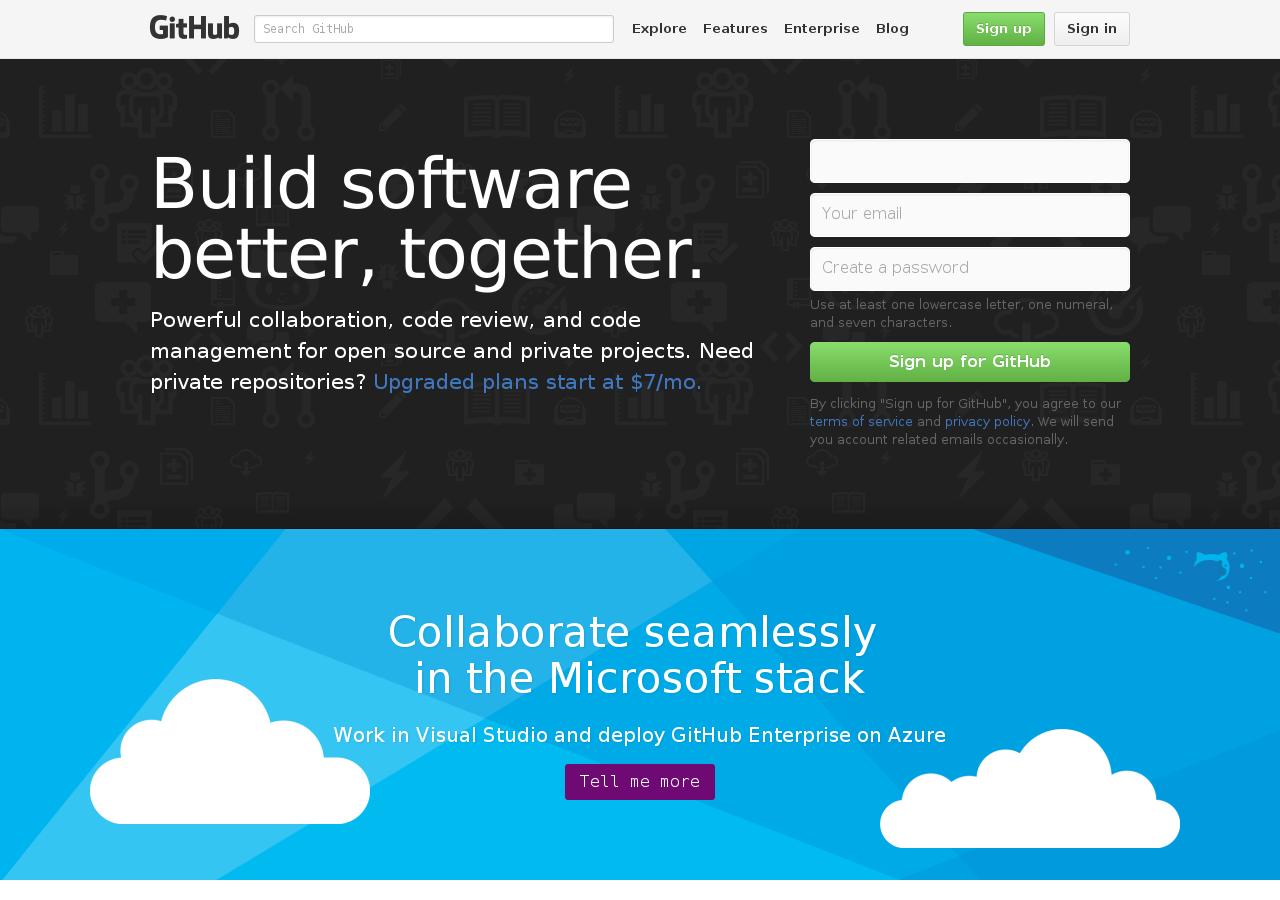 GitHub
Search GitHub
Explore Features Enterprise Blog
Sign up
Sign in
Build software
better, together.
Powerful collaboration, code review, and code
management for open source and private projects. Need
private repositories? Upgraded plans start at $7/mo.
Your email
Create a password
Use at least one lowercase letter, one numeral,
and seven characters.
Sign up for GitHub
By clicking "Sign up for GitHub", you agree to our
terms of service and privacy policy. We will send
you account related emails occasionally.
Collaborate seamlessly
in the Microsoft stack
Work in Visual Studio and deploy GitHub Enterprise on Azure
Tell me more